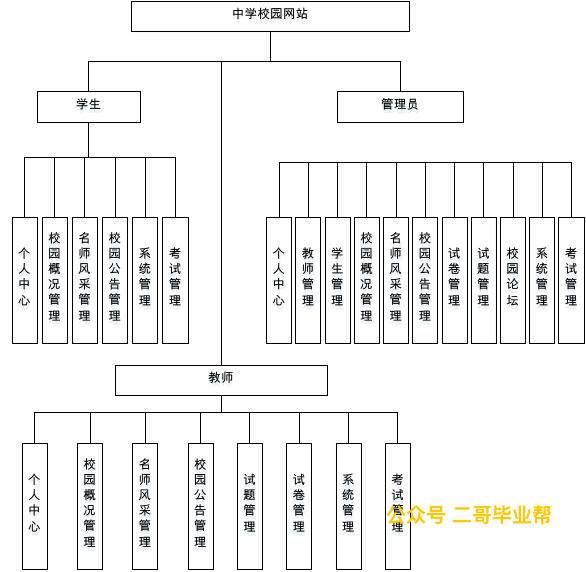 中学校园网站
学生
管理员
个人中心
校园概况管理
名师风采管理
校园公告管理
系统管理
考试管理
个人中心
教师管理
学生管理
校园概况管理
名师风采管理
校园公告管理
试卷管理
试题管理
校园论坛
系统管理
考试管理
教师
个人中心
校园概况管理
名师风采管理
校园公告管理
试题管理
试卷管理
系统管理
考试管理
公众号 二哥毕业帮